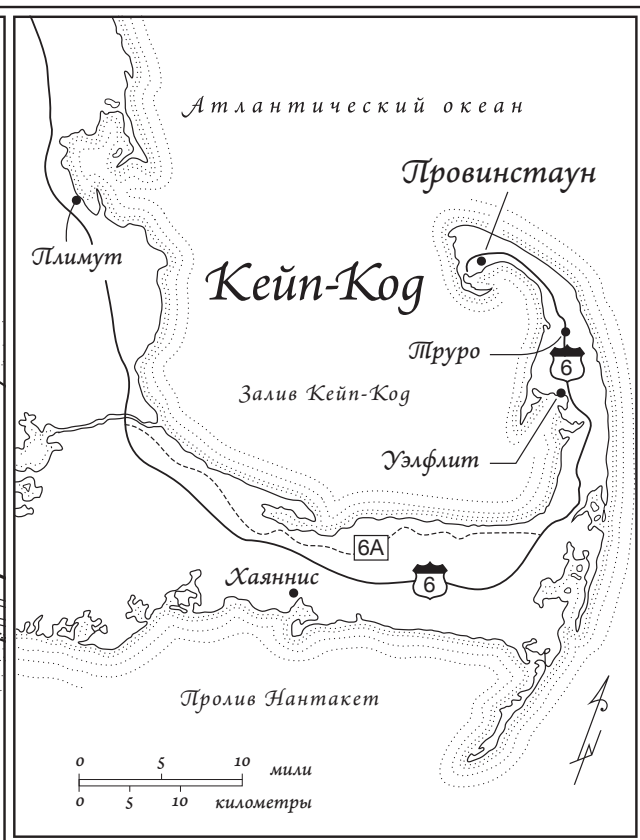 Атлантический океан
Провинстаун
Плимут
Кейп-Код
Труро
6
Залив Кейп-Код
Уэлфлит
6A
Хаяннис
6
Пролив Нантакет
N
0 5 10 мили
0 5 10 километры